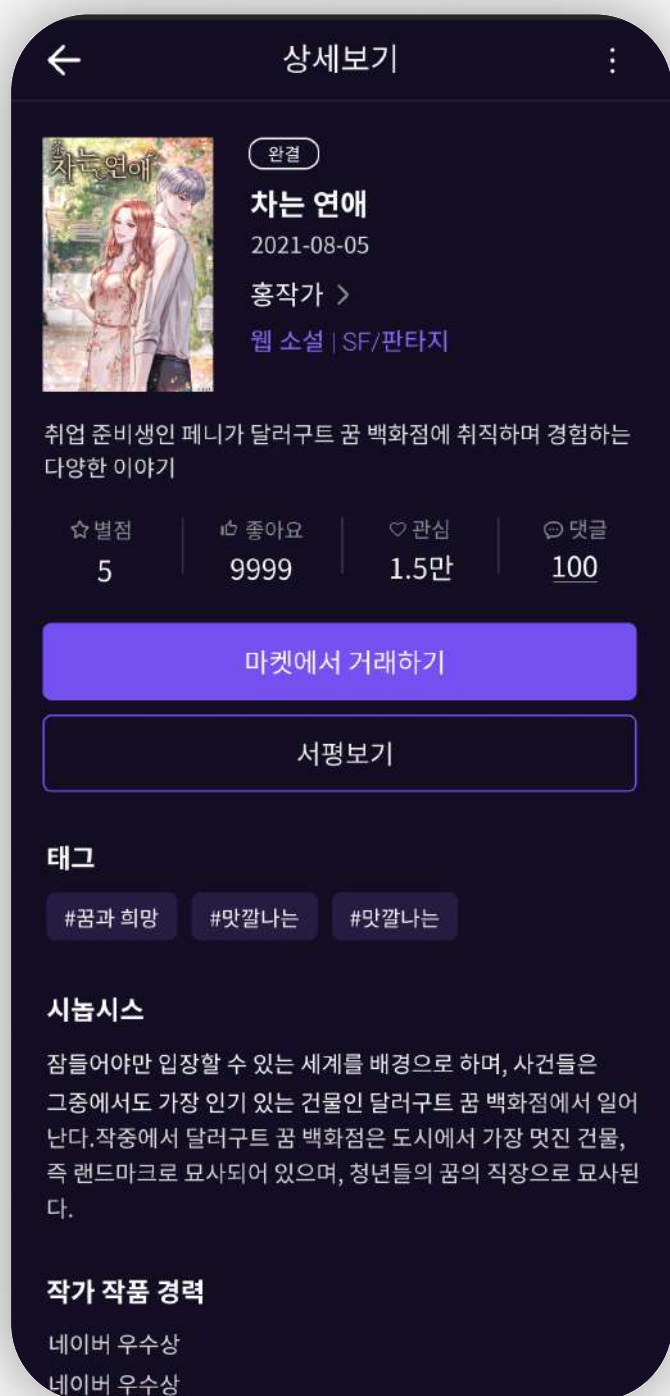 상세보기
차는 연애
완결
차는 연애
2021-08-05
홍작가
웹 소설 | SF/판타지
취업 준비생인 페니가 달러구트 꿈 백화점에 취직하며 경험하는
다양한 이야기
별점 좋아요 관심 댓글
5 9999 1.5만 100
마켓에서 거래하기
서평보기
태그
#꿈과 희망 #맛깔나는 #맛깔나는
시놉시스
잠들어야만 입장할 수 있는 세계를 배경으로 하며, 사건들은
그중에서도 가장 인기 있는 건물인 달러구트 꿈 백화점에서 일어
난다.작중에서 달러구트 꿈 백화점은 도시에서 가장 멋진 건물,
즉 랜드마크로 묘사되어 있으며, 청년들의 꿈의 직장으로 묘사된
다.
작가 작품 경력
네이버 우수상
네이버 우수상